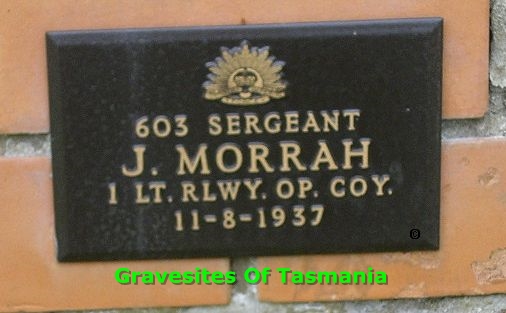 603 SERGEANT
J. MORRAH
1 LT. RLWY. OP. COY.
11-8-1937
©
Gravesites Of Tasmania